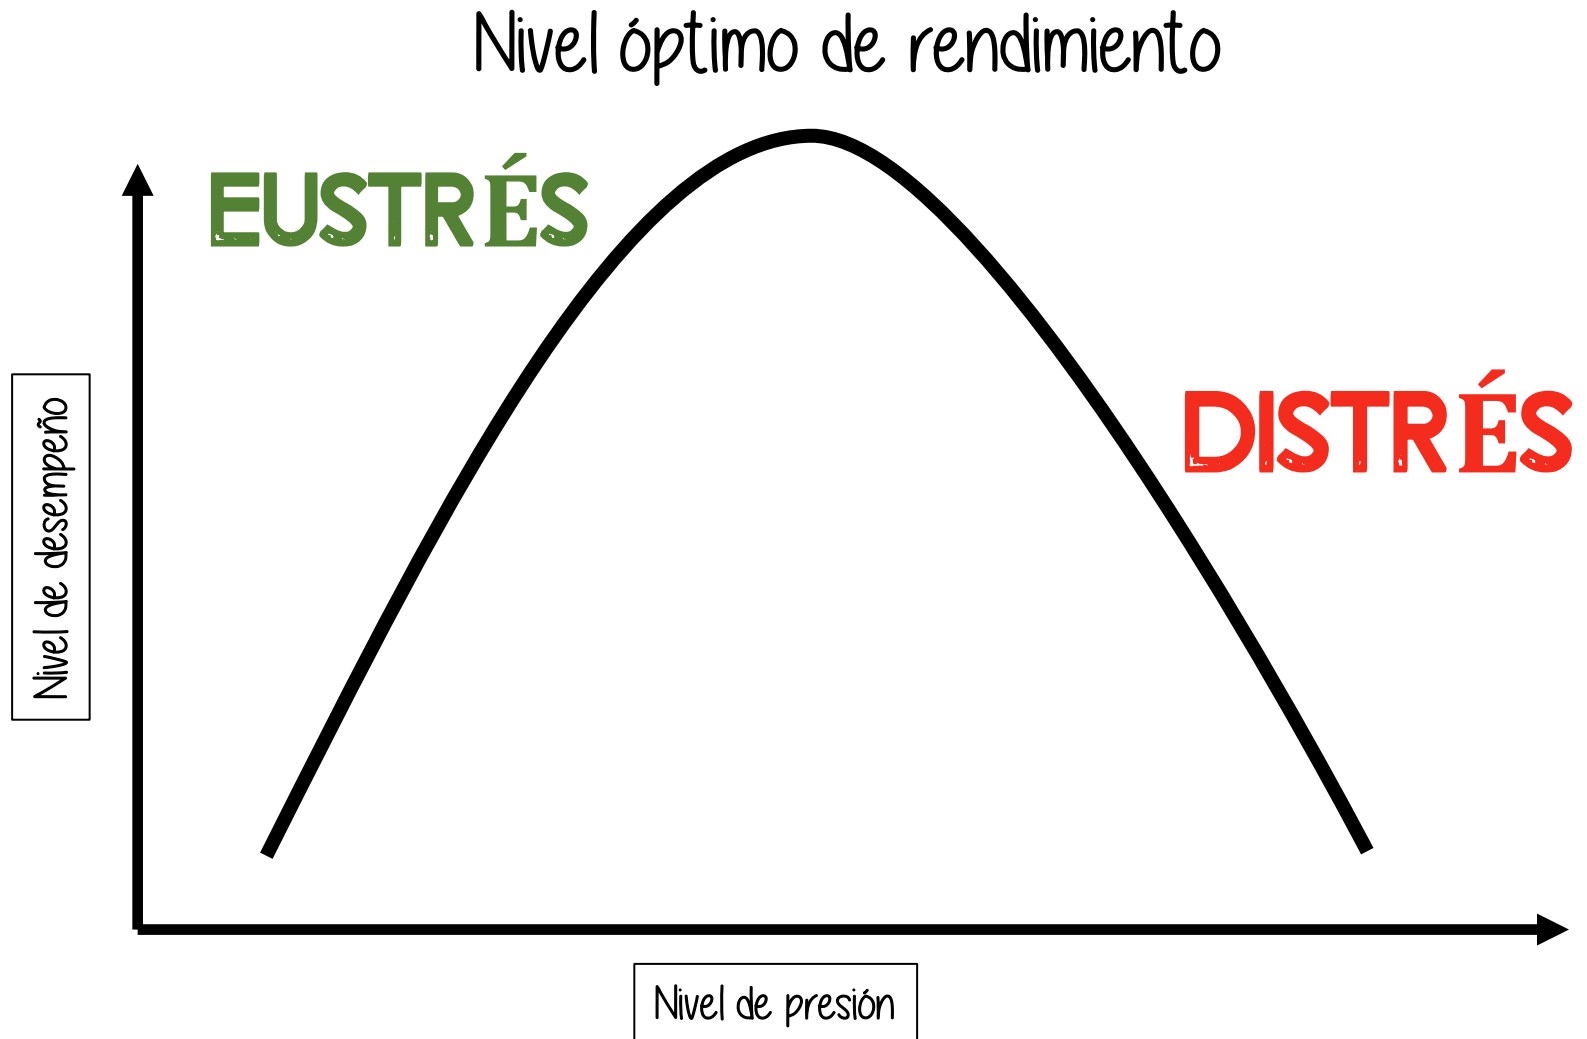 Nivel óptimo de rendimiento
EUSTRÉS
DISTRÉS
Nivel de desempeño
Nivel de presión